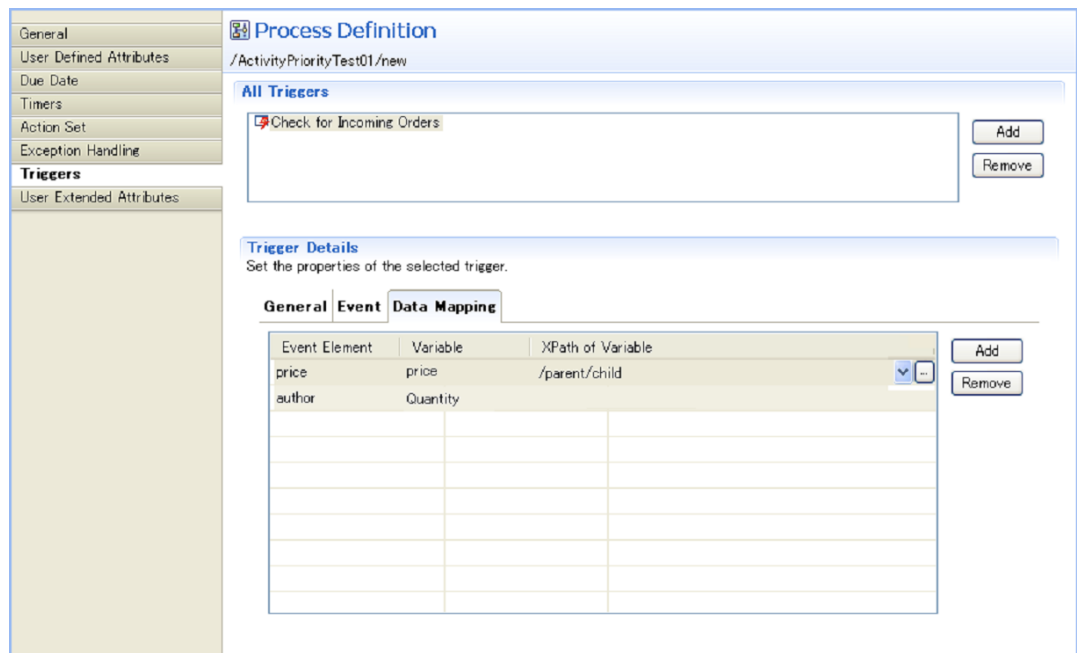 General
User Defined Attributes
Due Date
Timers
Action Set
Exception Handling
Triggers
User Extended Attributes
Process Definition
/ActivityPriorityTest01/new
All Triggers
Check for Incoming Orders
Add
Remove
Trigger Details
Set the properties of the selected trigger.
General Event Data Mapping
Event Element Variable XPath of Variable
price price /parent/child ...
author Quantity
Add
Remove